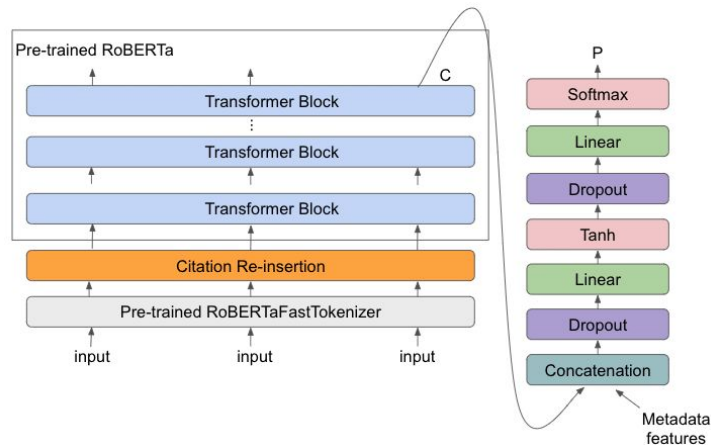 Pre-trained RoBERTa
C
Transformer Block
Transformer Block
Transformer Block
Citation Re-insertion
Pre-trained RoBERTaFastTokenizer
input
input
input
P
Softmax
Linear
Dropout
Tanh
Linear
Dropout
Concatenation
Metadata
features